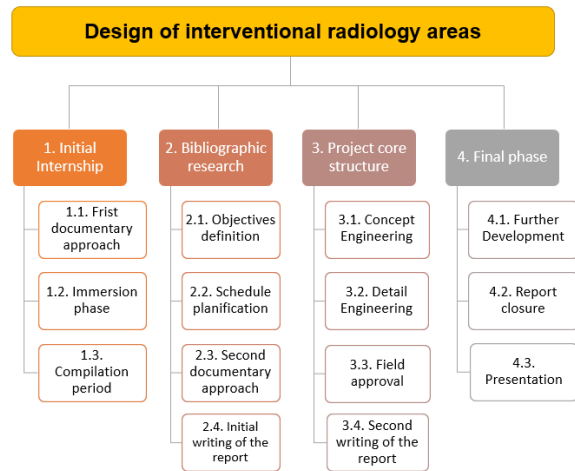 Design of interventional radiology areas
1. Initial
Internship
1.1. Frist
documentary
approach
1.2. Immersion
phase
1.3.
Compilation
period
2. Bibliographic
research
2.1. Objectives
definition
2.2. Schedule
planification
2.3. Second
documentary
approach
2.4. Initial
writing of the
report
3. Project core
structure
3.1. Concept
Engineering
3.2. Detail
Engineering
3.3. Field
approval
3.4. Second
writing of the
report
4. Final phase
4.1. Further
Development
4.2. Report
closure
4.3.
Presentation